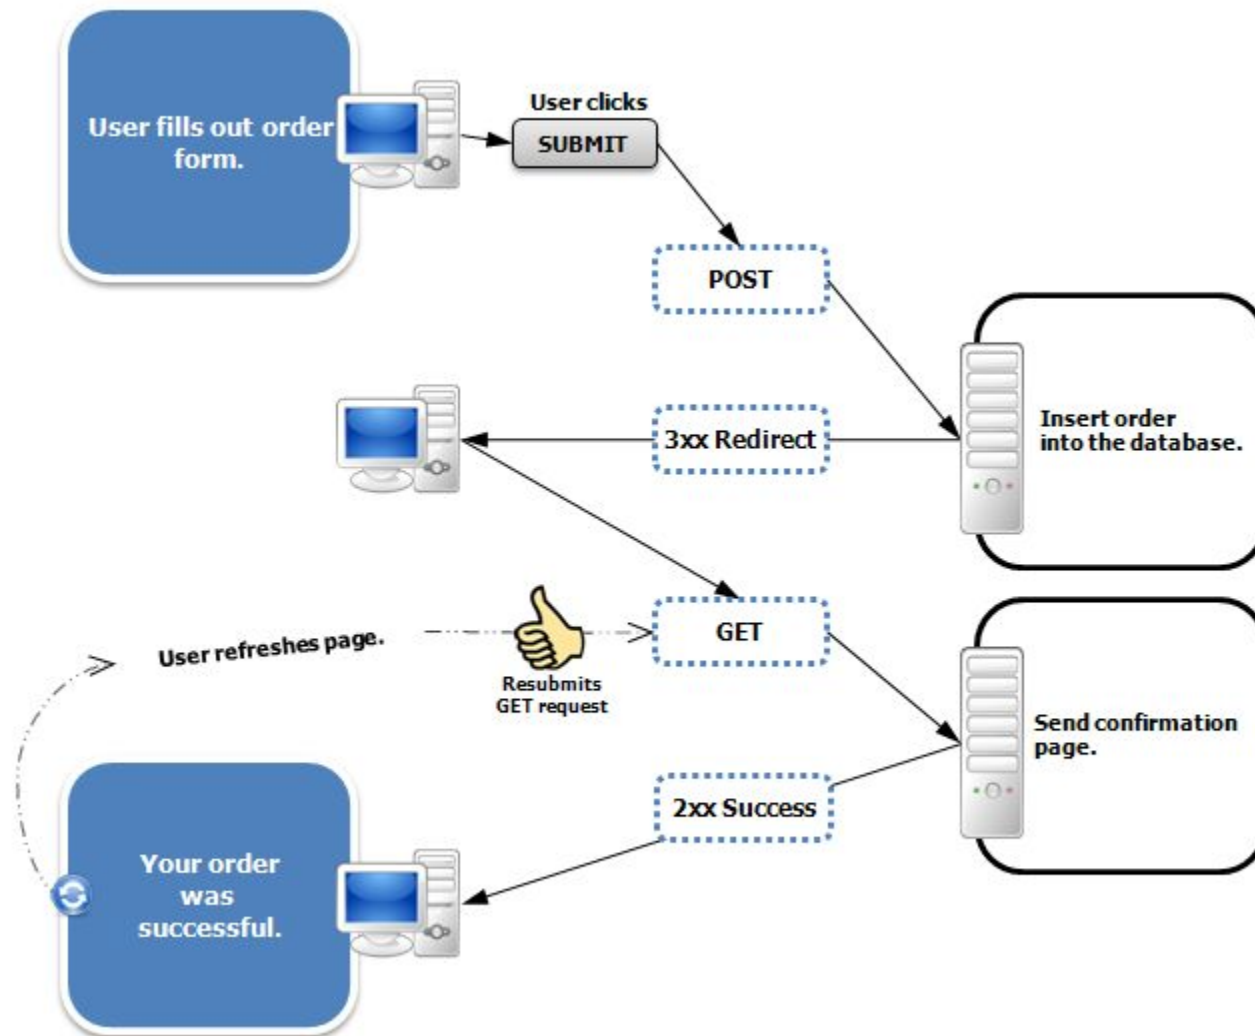 User fills out order
form.
User clicks
SUBMIT
POST
3xx Redirect
Insert order
into the database.
User refreshes page.
Resubmits
GET request
GET
Send confirmation
page.
2xx Success
Your order
was
successful.